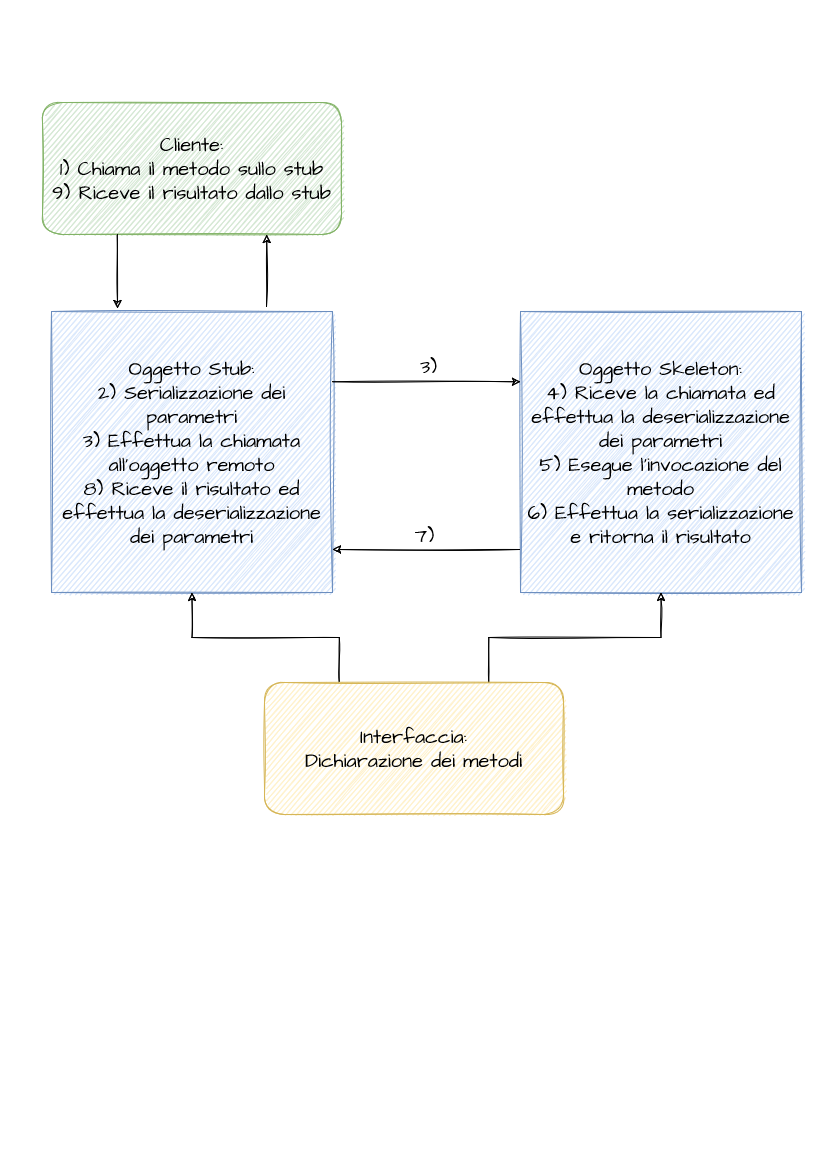 Cliente:
1) Chiama il metodo sullo stub
9) Riceve il risultato dallo stub
Oggetto Stub:
2) Serializzazione dei
parametri
3) Effettua la chiamata
all'oggetto remoto
8) Riceve il risultato ed
effettua la deserializzazione
dei parametri
3)
7)
Oggetto Skeleton:
4) Riceve la chiamata ed
effettua la deserializzazione
dei parametri
5) Esegue l'invocazione del
metodo
6) Effettua la serializzazione
e ritorna il risultato
Interfaccia:
Dichiarazione dei metodi